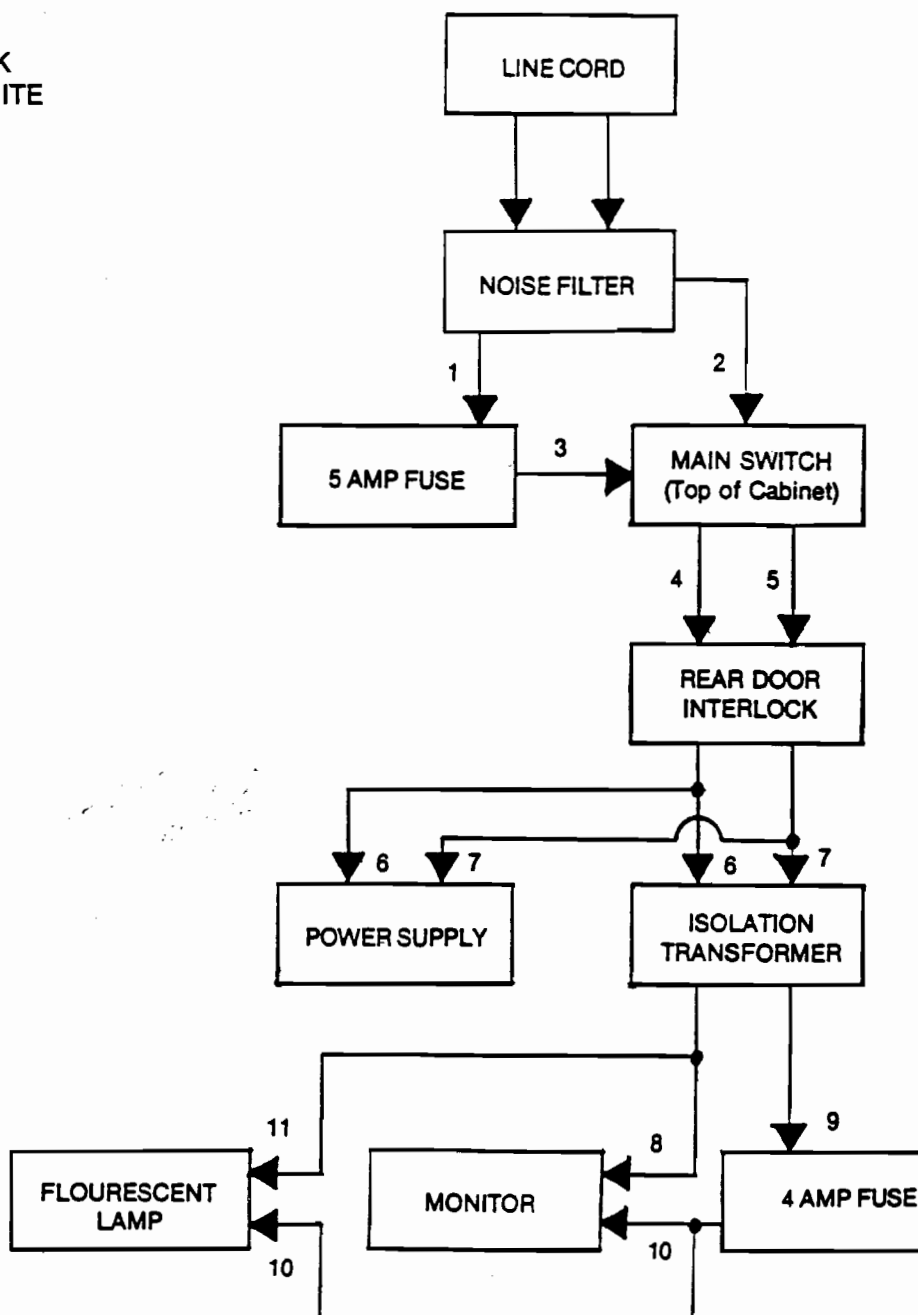 K
ITE
LINE CORD
NOISE FILTER
1
2
5 AMP FUSE
3
MAIN SWITCH
(Top of Cabinet)
4
5
REAR DOOR
INTERLOCK
6
7
6
7
POWER SUPPLY
ISOLATION
TRANSFORMER
11
8
9
FLOURESCENT
LAMP
MONITOR
4 AMP FUSE
10
10